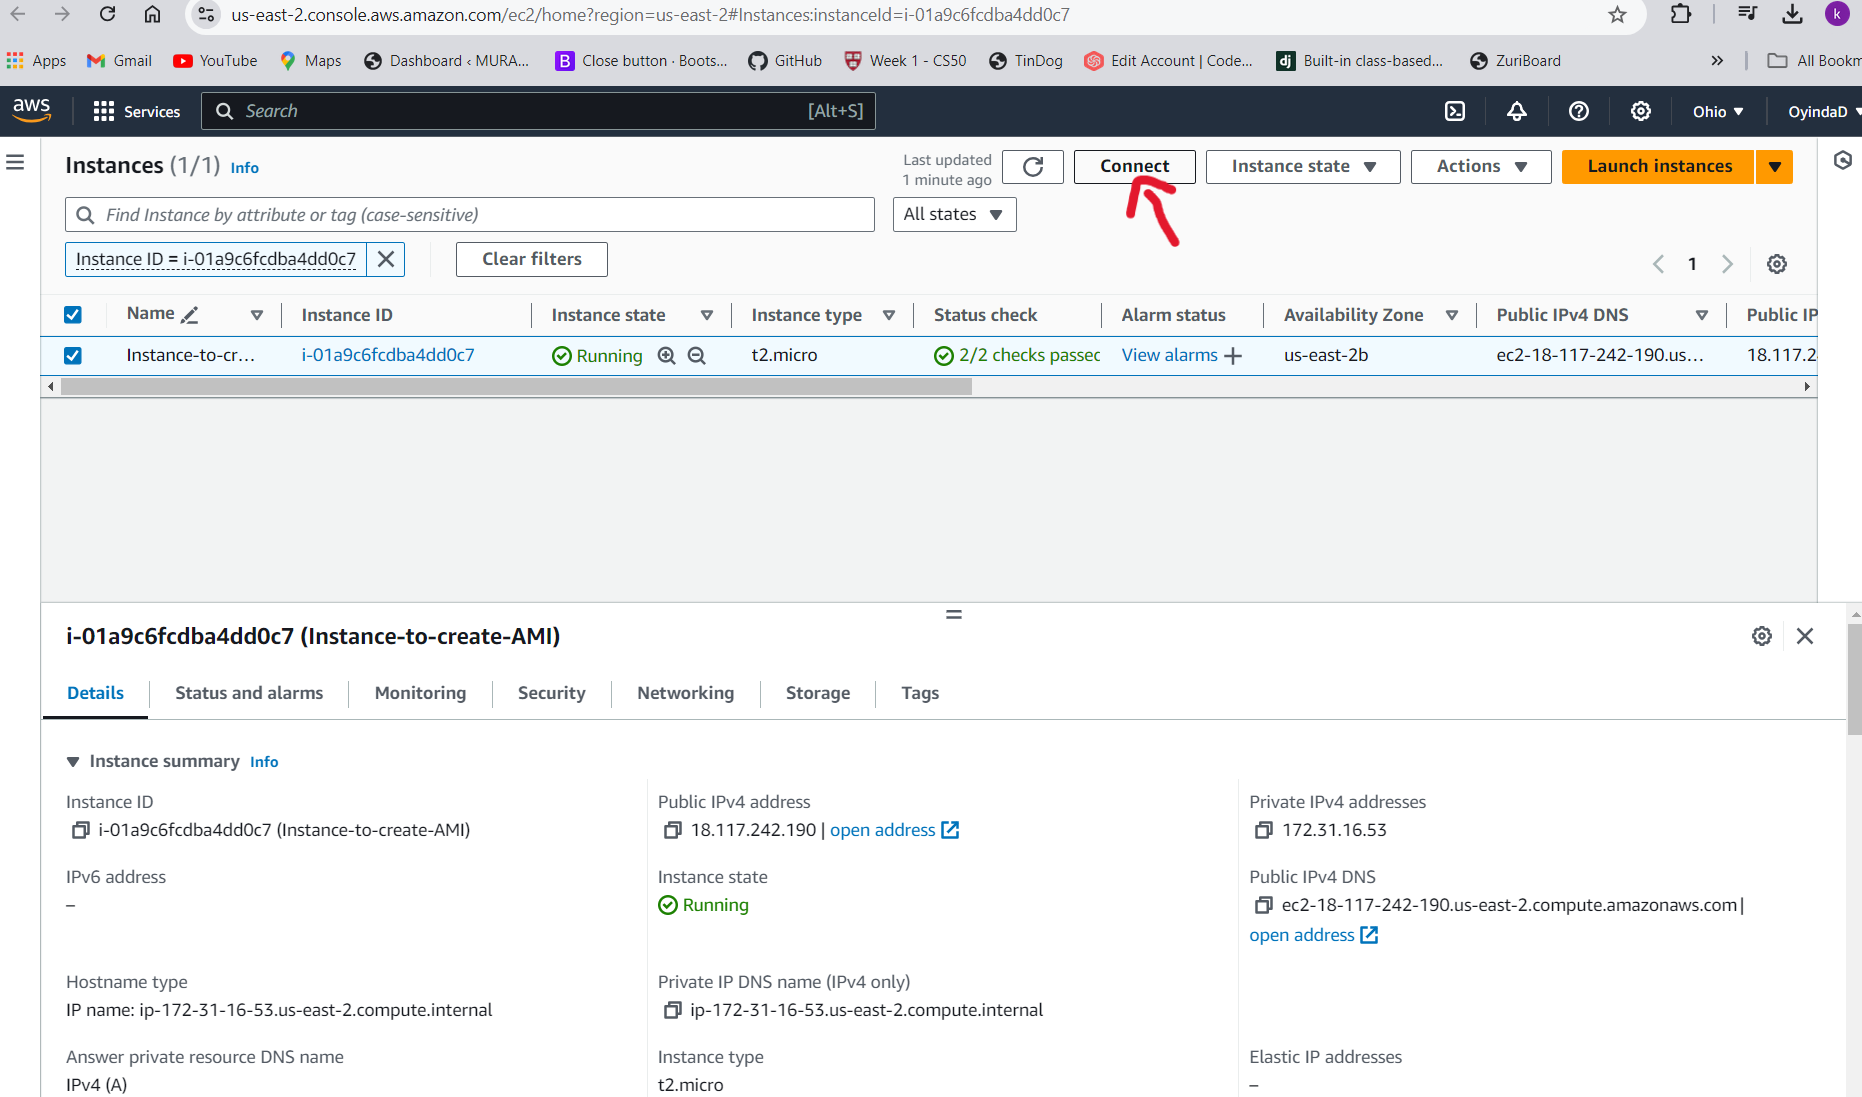 us-east-2.console.aws.amazon.com/ec2/home?region=us-east-2#Instances:instanceId=i-01a9c6fcdba4dd0c7
k
Apps Gmail YouTube Maps Dashboard ‹ MURA... B Close button · Boots... GitHub Week 1 - CS50 TinDog Edit Account | Code... dj Built-in class-based... ZuriBoard » All Bookm
aws Services Search [Alt+S] Ohio OyindaD
Instances (1/1) Info
Last updated
1 minute ago
Connect Instance state Actions Launch instances
Find Instance by attribute or tag (case-sensitive) All states
Instance ID = i-01a9c6fcdba4dd0c7 Clear filters
1
Name Instance ID Instance state Instance type Status check Alarm status Availability Zone Public IPv4 DNS Public IP
Instance-to-cr... i-01a9c6fcdba4dd0c7 Running t2.micro 2/2 checks passec View alarms us-east-2b ec2-18-117-242-190.us... 18.117.2
i-01a9c6fcdba4dd0c7 (Instance-to-create-AMI)
Details Status and alarms Monitoring Security Networking Storage Tags
Instance summary Info
Instance ID
i-01a9c6fcdba4dd0c7 (Instance-to-create-AMI)
Public IPv4 address
18.117.242.190 | open address
Private IPv4 addresses
172.31.16.53
IPv6 address
–
Instance state
Running
Public IPv4 DNS
ec2-18-117-242-190.us-east-2.compute.amazonaws.com |
open address
Hostname type
IP name: ip-172-31-16-53.us-east-2.compute.internal
Private IP DNS name (IPv4 only)
ip-172-31-16-53.us-east-2.compute.internal
Answer private resource DNS name
IPv4 (A)
Instance type
t2.micro
Elastic IP addresses
–